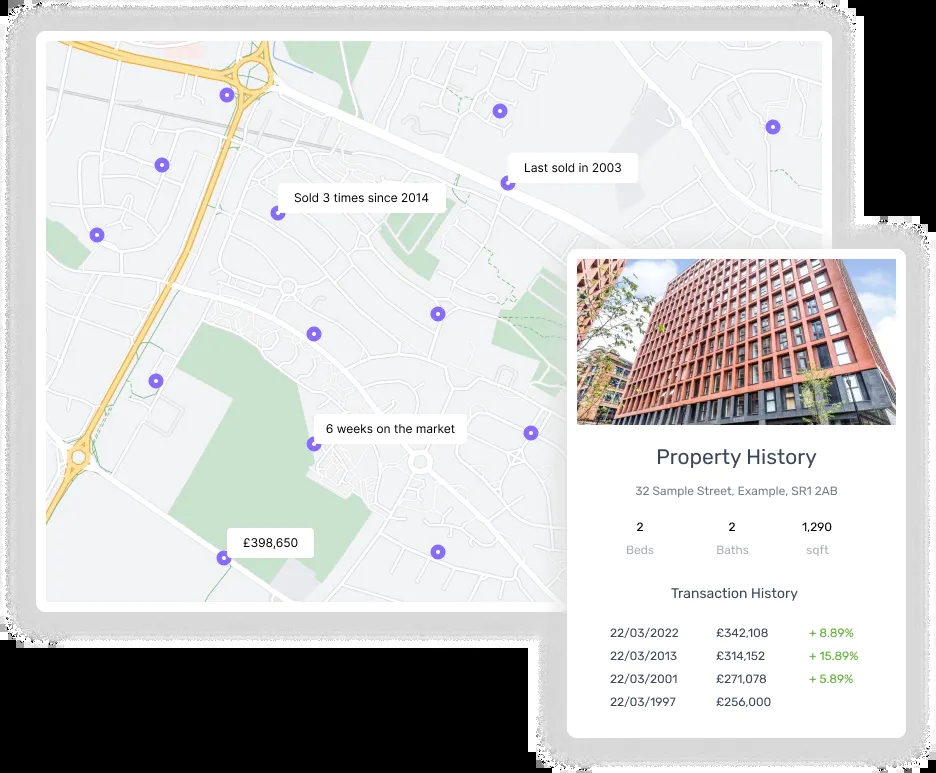 Last sold in 2003
Sold 3 times since 2014
6 weeks on the market
£398,650
Property History
32 Sample Street, Example, SR1 2AB
2 2 1,290
Beds Baths sqft
Transaction History
22/03/2022 £342,108 + 8.89%
22/03/2013 £314,152 + 15.89%
22/03/2001 £271,078 + 5.89%
22/03/1997 £256,000